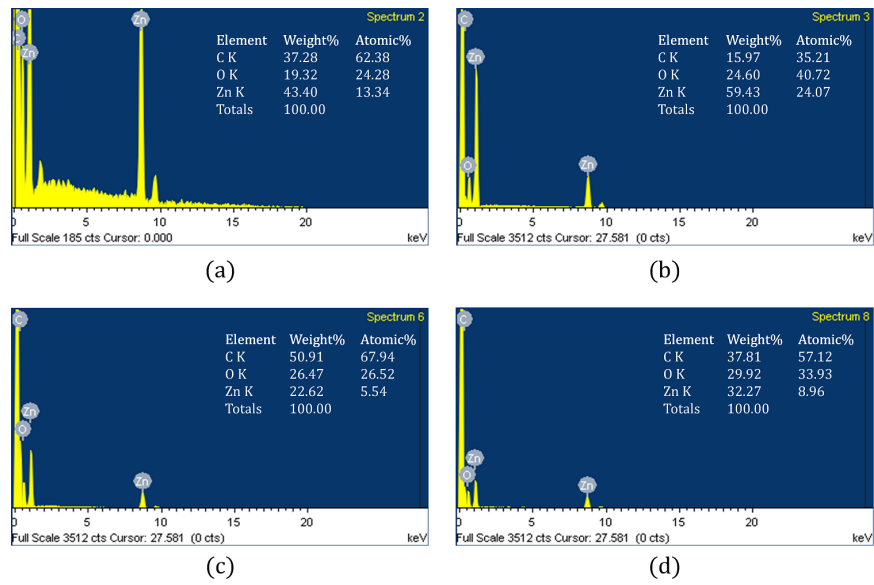 Spectrum 2
O
C
Zn
Zn
Element Weight% Atomic%
C K 37.28 62.38
O K 19.32 24.28
Zn K 43.40 13.34
Totals 100.00
0 5 10 15 20
Full Scale 185 cts Cursor: 0.000 keV
(a)
Spectrum 3
C
Zn
O
Zn
Element Weight% Atomic%
C K 15.97 35.21
O K 24.60 40.72
Zn K 59.43 24.07
Totals 100.00
0 5 10 15 20
Full Scale 3512 cts Cursor: 27.581 (0 cts) keV
(b)
Spectrum 6
C
Zn
O
Zn
Element Weight% Atomic%
C K 50.91 67.94
O K 26.47 26.52
Zn K 22.62 5.54
Totals 100.00
0 6 10 15 20
Full Scale 3512 cts Cursor: 27.581 (0 cts) keV
(c)
Spectrum 8
C
Zn
O
Zn
Element Weight% Atomic%
C K 37.81 57.12
O K 29.92 33.93
Zn K 32.27 8.96
Totals 100.00
0 5 10 15 20
Full Scale 3512 cts Cursor: 27.581 (0 cts) keV
(d)